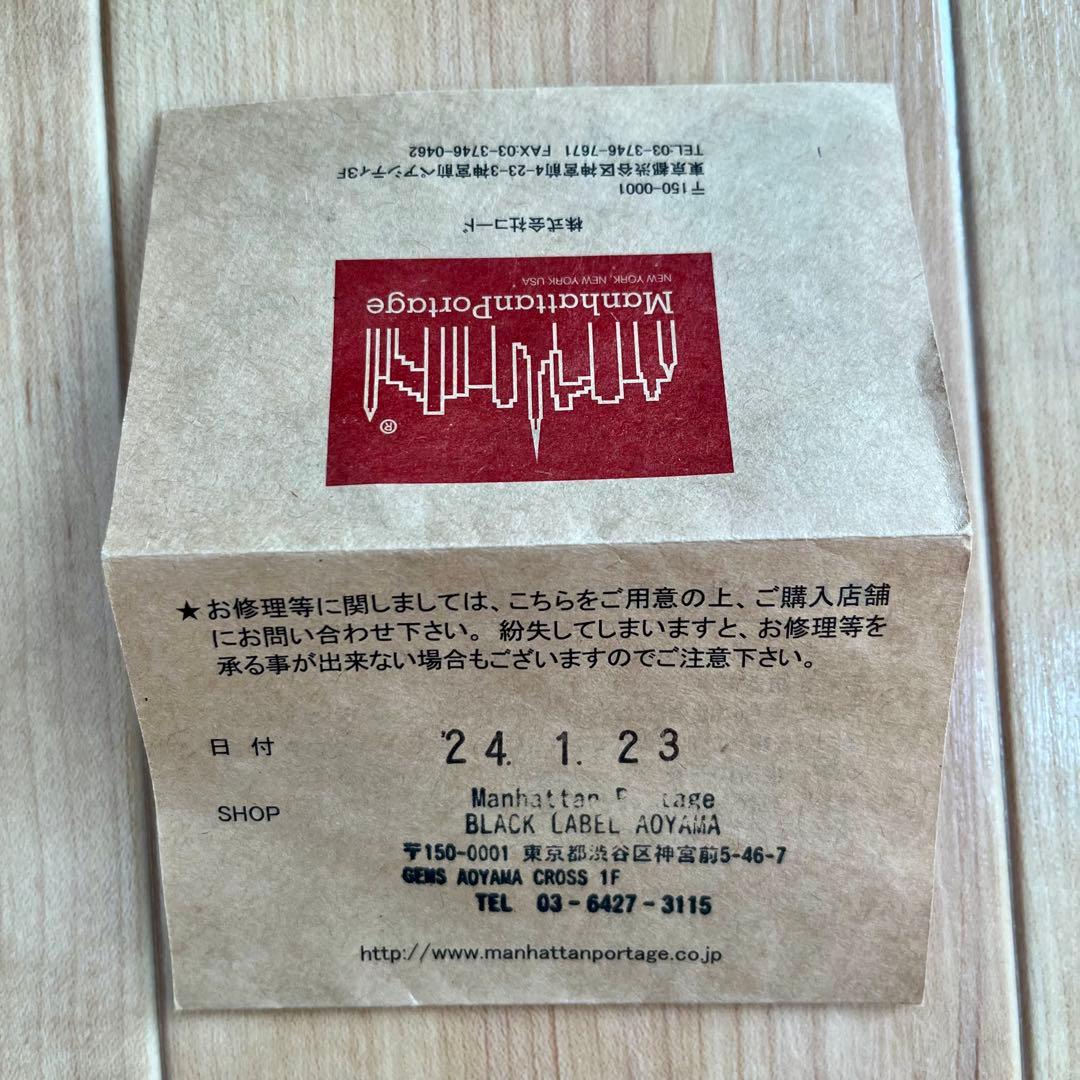 ®
ManhattanPortage
NEW YORK, NEW YORK USA
株式会社コード
〒150-0001
東京都渋谷区神宮前4-23-3神宮前ペアシティ3F
TEL:03-3746-7671 FAX:03-3746-0462
★お修理等に関しましては、こちらをご用意の上、ご購入店舗
にお問い合わせ下さい。紛失してしまいますと、お修理等を
承る事が出来ない場合もございますのでご注意下さい。
日付 '24. 1. 23
SHOP
Manhattan Portage
BLACK LABEL AOYAMA
〒150-0001 東京都渋谷区神宮前5-46-7
GEMS AOYAMA CROSS 1F
TEL 03-6427-3115
http://www.manhattanportage.co.jp